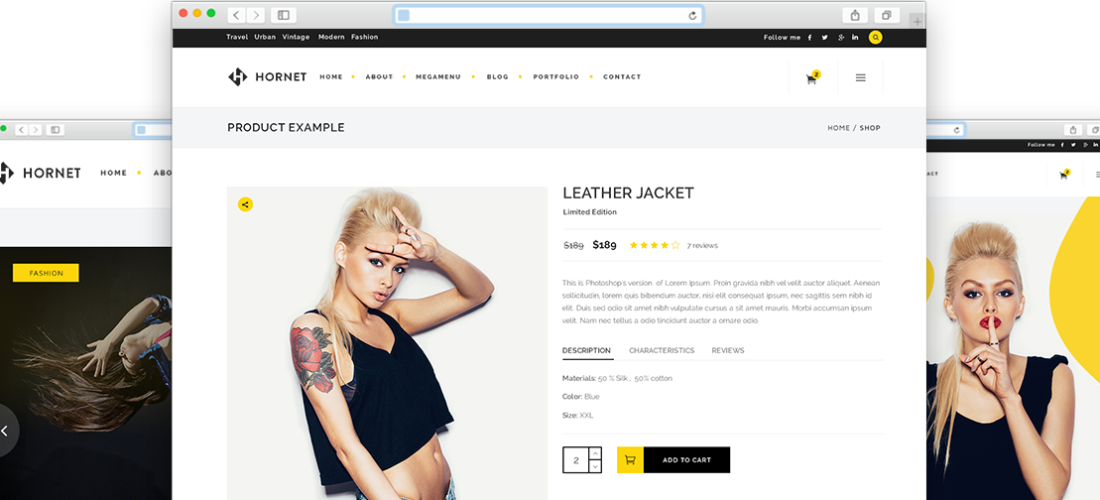 Travel Urban Vintage Modern Fashion
Follow me
HORNET HOME ABOUT MEGAMENU BLOG PORTFOLIO CONTACT
2
PRODUCT EXAMPLE
HOME / SHOP
LEATHER JACKET
Limited Edition
$189 $189 7 reviews
This is Photoshop's version of Lorem Ipsum. Proin gravida nibh vel velit auctor aliquet. Aenean
sollicitudin, lorem quis bibendum auctor, nisi elit consequat ipsum, nec sagittis sem nibh id
elit. Duis sed odio sit amet nibh vulputate cursus a sit amet mauris. Morbi accumsan ipsum
velit. Nam nec tellus a odio tincidunt auctor a ornare odio.
DESCRIPTION CHARACTERISTICS REVIEWS
Materials: 50 % Silk , 50% cotton
Color: Blue
Size: XXL
2
ADD TO CART
HORNET HOME ABO
FASHION
Follow me
TACT
2